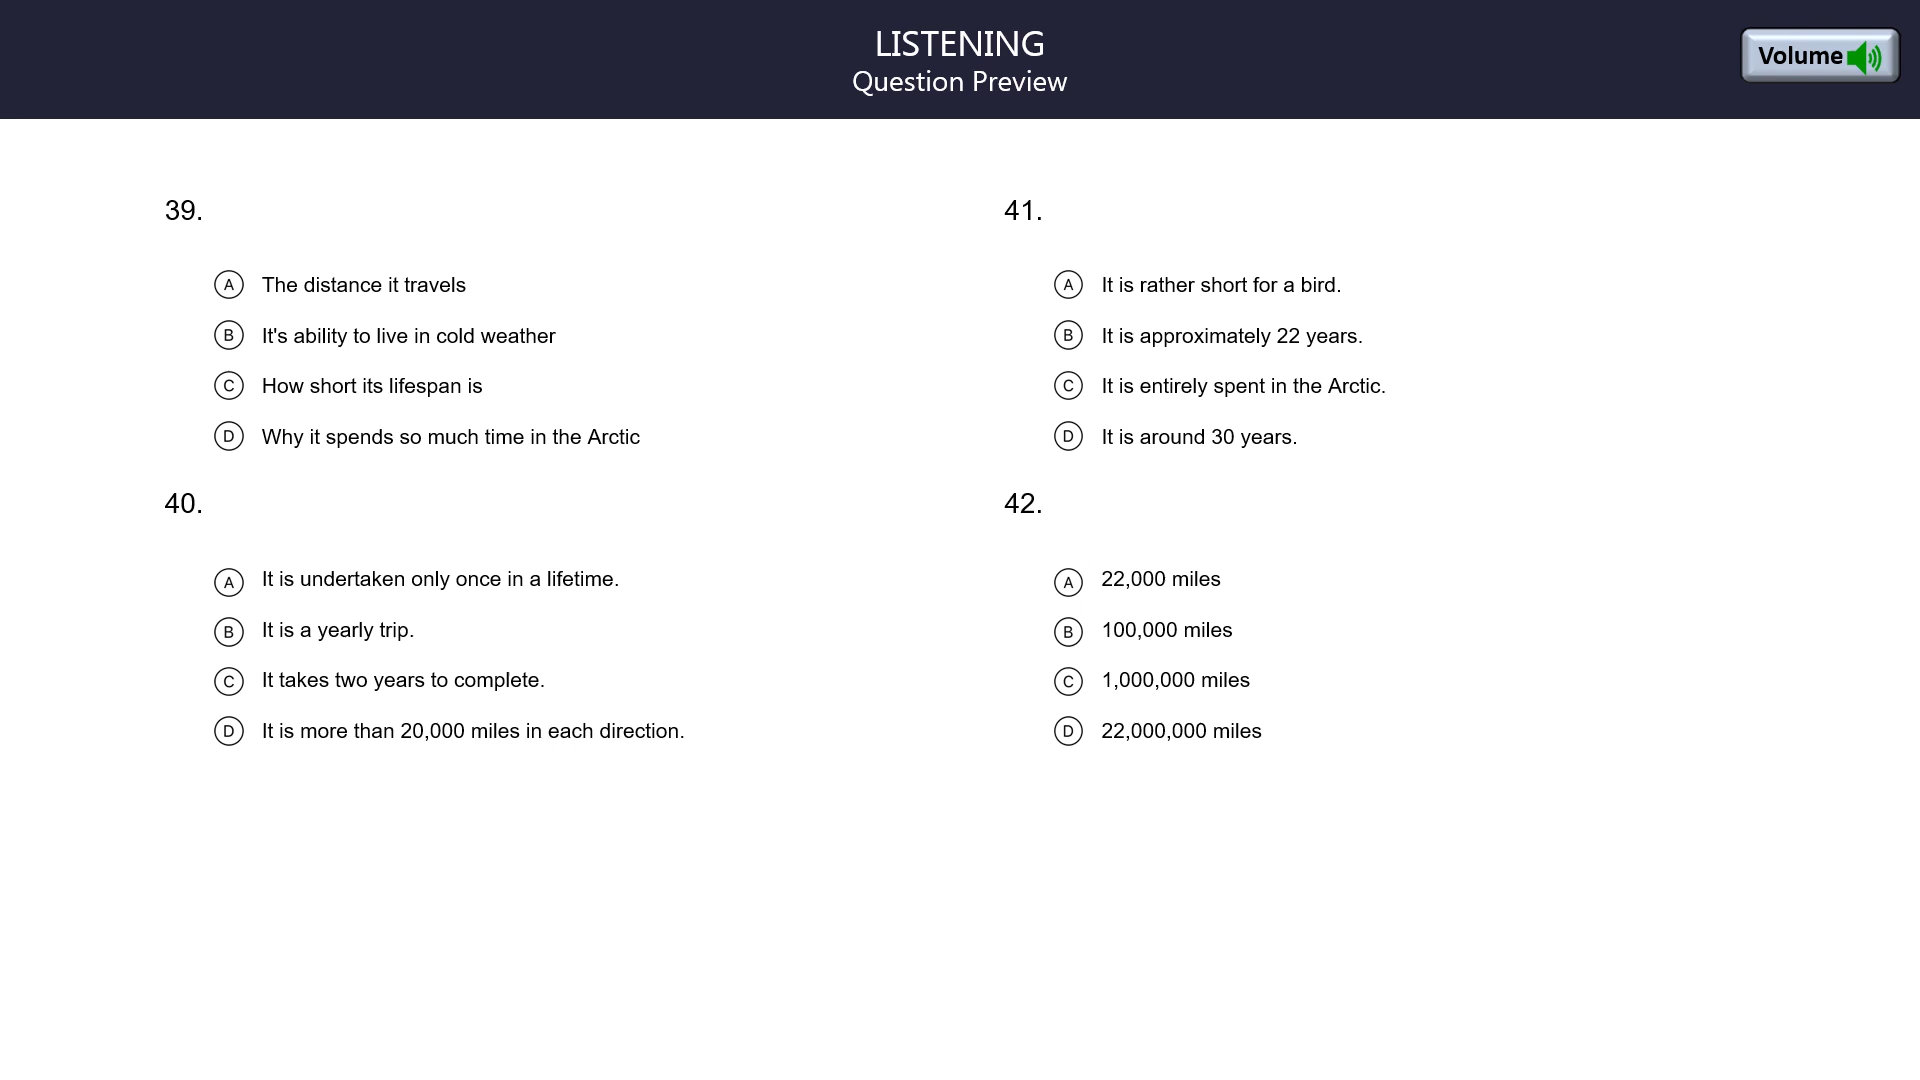 LISTENING
Question Preview
Volume
39.
A The distance it travels
B It's ability to live in cold weather
C How short its lifespan is
D Why it spends so much time in the Arctic
40.
A It is undertaken only once in a lifetime.
B It is a yearly trip.
C It takes two years to complete.
D It is more than 20,000 miles in each direction.
41.
A It is rather short for a bird.
B It is approximately 22 years.
C It is entirely spent in the Arctic.
D It is around 30 years.
42.
A 22,000 miles
B 100,000 miles
C 1,000,000 miles
D 22,000,000 miles